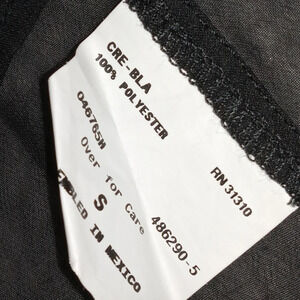 CRE-BLA
100% POLYESTER
046765H
RN 31310
Over for Care
486290-5
S
IN MEXICO